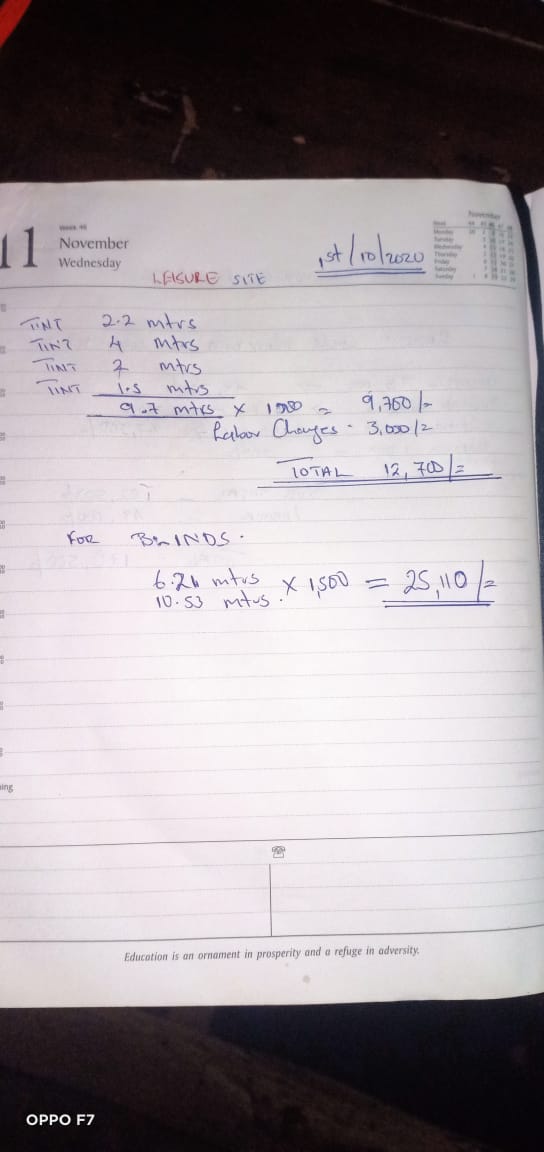 Week 46
11
November
Wednesday
1st/10/2020
November
LEISURE SITE
TINT 2.2 mtrs
TINT 4 mtrs
TINT 2 mtrs
TINT 1.5 mtrs
9.7 mtrs x 1000 = 9,700/=
Labor Charges - 3,000/=
TOTAL 12,700/=
FOR BLINDS.
6.21 mtrs
10.53 mtrs. x 1,500 = 25,110/=
ing
Education is an ornament in prosperity and a refuge in adversity.
OPPO F7